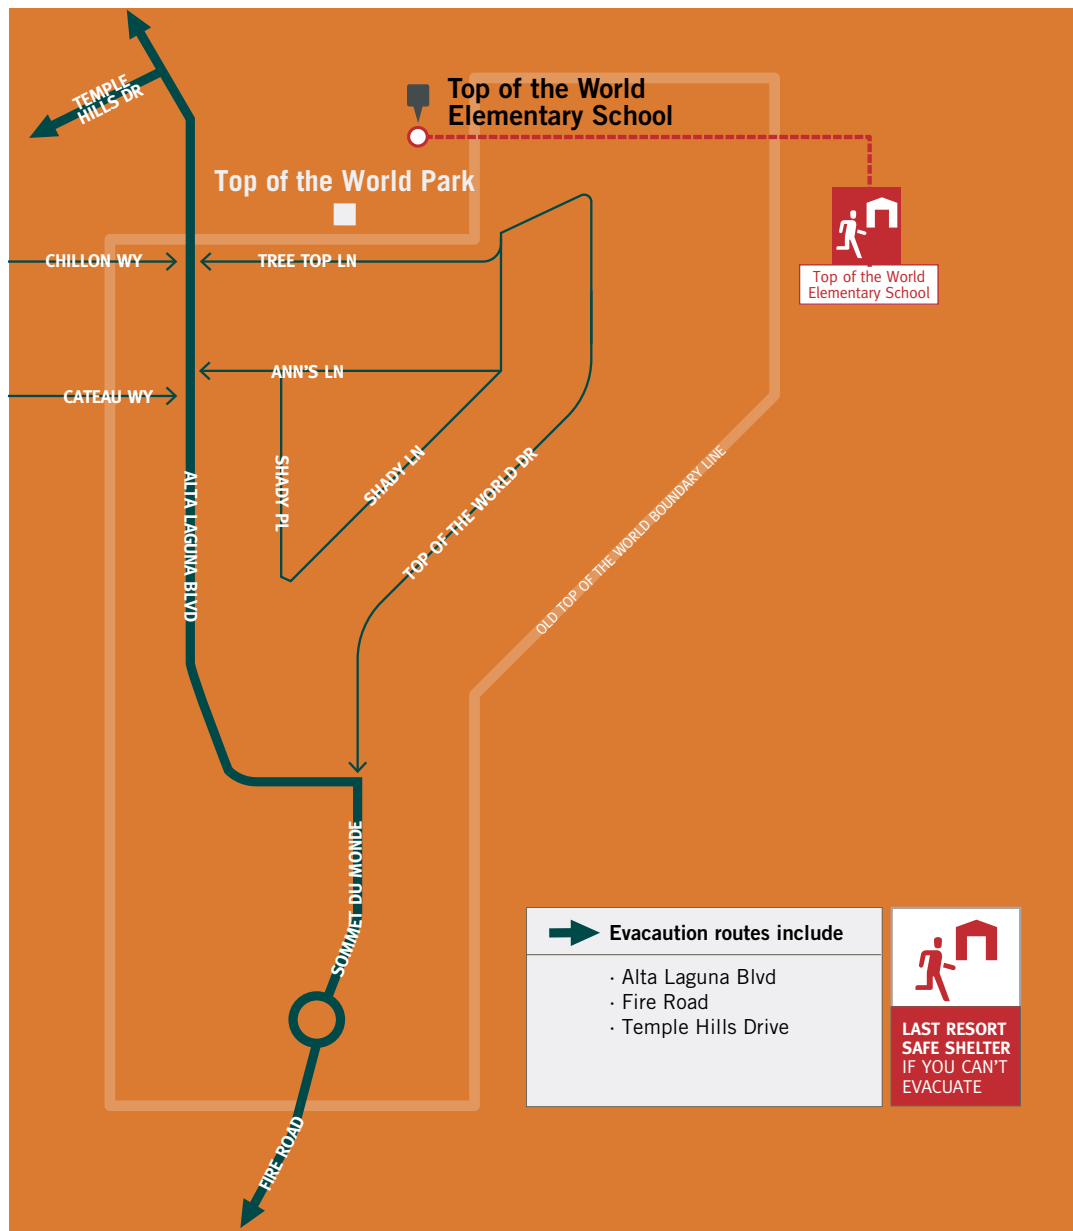 TEMPLE
HILLS DR
Top of the World
Elementary School
Top of the World Park
CHILLON WY
TREE TOP LN
Top of the World
Elementary School
ANN'S LN
CATEAU WY
ALTA LAGUNA BLVD
SHADY PL
SHADY LN
TOP OF THE WORLD DR
OLD TOP OF THE WORLD BOUNDARY LINE
SOMMET DU MONDE
FIRE ROAD
Evacaution routes include
· Alta Laguna Blvd
· Fire Road
· Temple Hills Drive
LAST RESORT
SAFE SHELTER
IF YOU CAN'T
EVACUATE